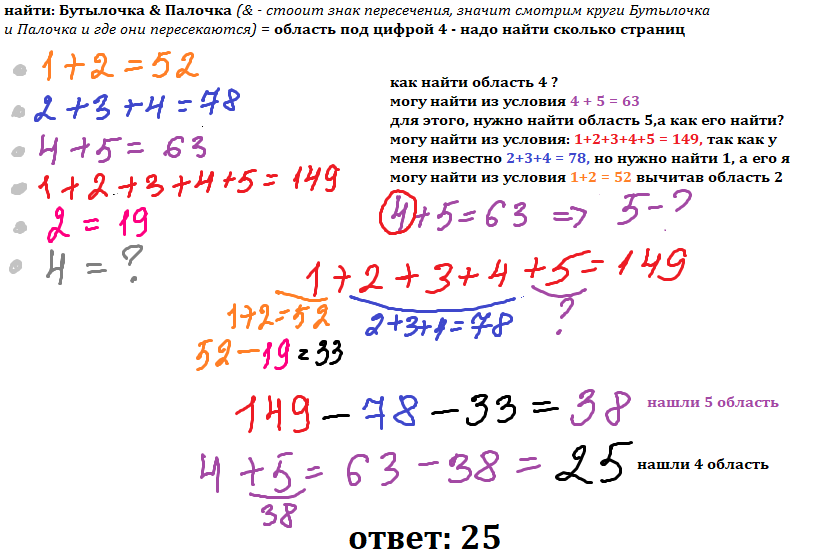 найти: Бутылочка & Палочка (& - стооит знак пересечения, значит смотрим круги Бутылочка
и Палочка и где они пересекаются) = область под цифрой 4 - надо найти сколько страниц
1+2=52
2+3+4=78
4+5=63
1+2+3+4+5=149
2=19
4=?
как найти область 4 ?
могу найти из условия 4 + 5 = 63
для этого, нужно найти область 5,а как его найти?
могу найти из условия: 1+2+3+4+5 = 149, так как у
меня известно 2+3+4 = 78, но нужно найти 1, а его я
могу найти из условия 1+2 = 52 вычитав область 2
4+5=63 => 5-?
1+2+3+4+5=149
1+2=52
2+3+4=78
?
52-19=33
149-78-33=38
нашли 5 область
4+5=63-38=25
нашли 4 область
38
ответ: 25